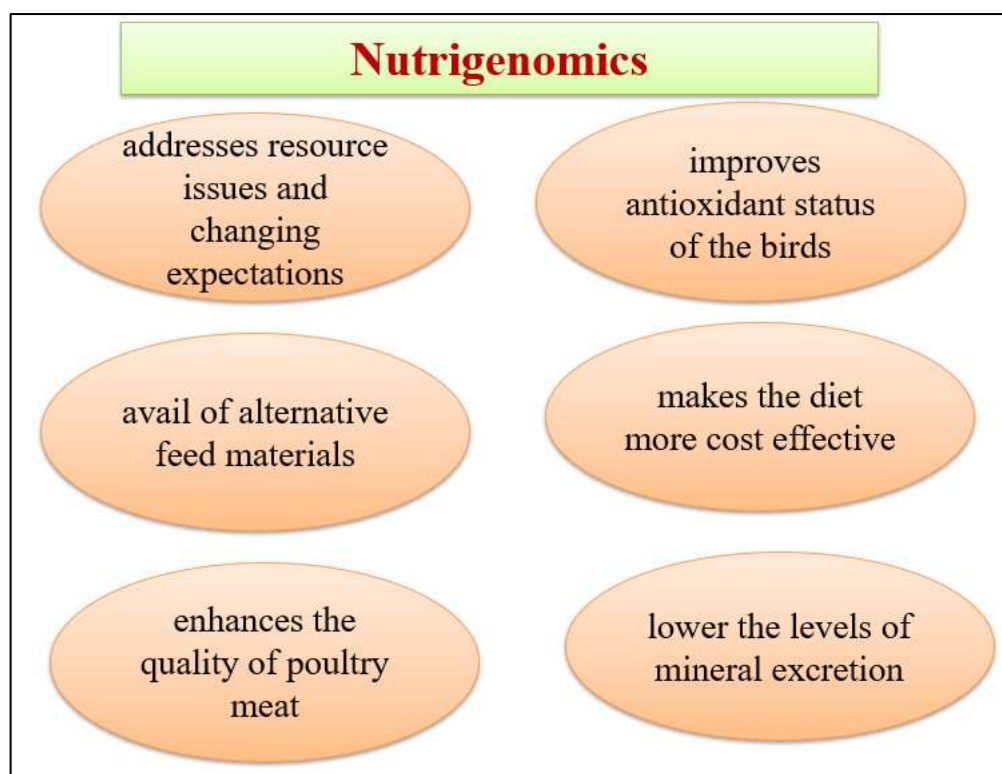 Nutrigenomics
addresses resource
issues and
changing
expectations
improves
antioxidant status
of the birds
avail of alternative
feed materials
makes the diet
more cost effective
enhances the
quality of poultry
meat
lower the levels of
mineral excretion